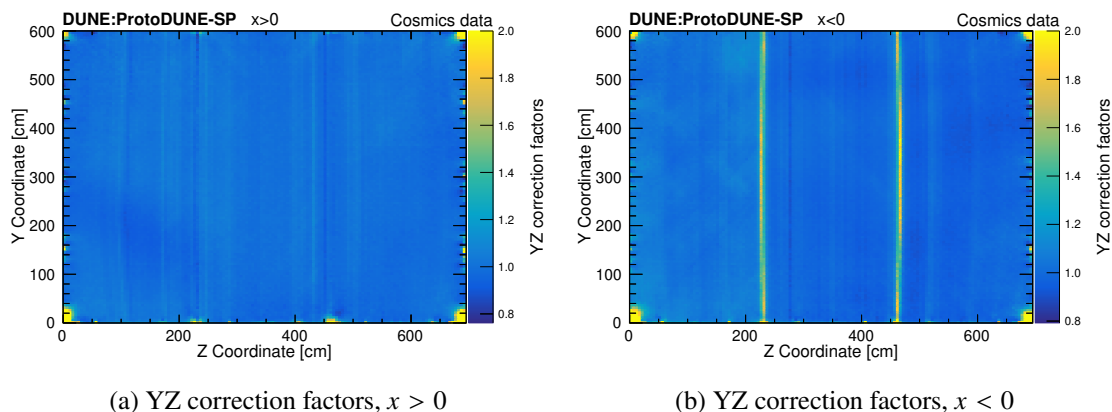 DUNE:ProtoDUNE-SP x>0 Cosmics data
600
500
400
300
200
100
0
Y Coordinate [cm]
0 200 400 600
Z Coordinate [cm]
2.0
1.8
1.6
1.4
1.2
1.0
0.8
YZ correction factors
(a) YZ correction factors, x > 0
DUNE:ProtoDUNE-SP x<0 Cosmics data
600
500
400
300
200
100
0
Y Coordinate [cm]
0 200 400 600
Z Coordinate [cm]
2.0
1.8
1.6
1.4
1.2
1.0
0.8
YZ correction factors
(b) YZ correction factors, x < 0